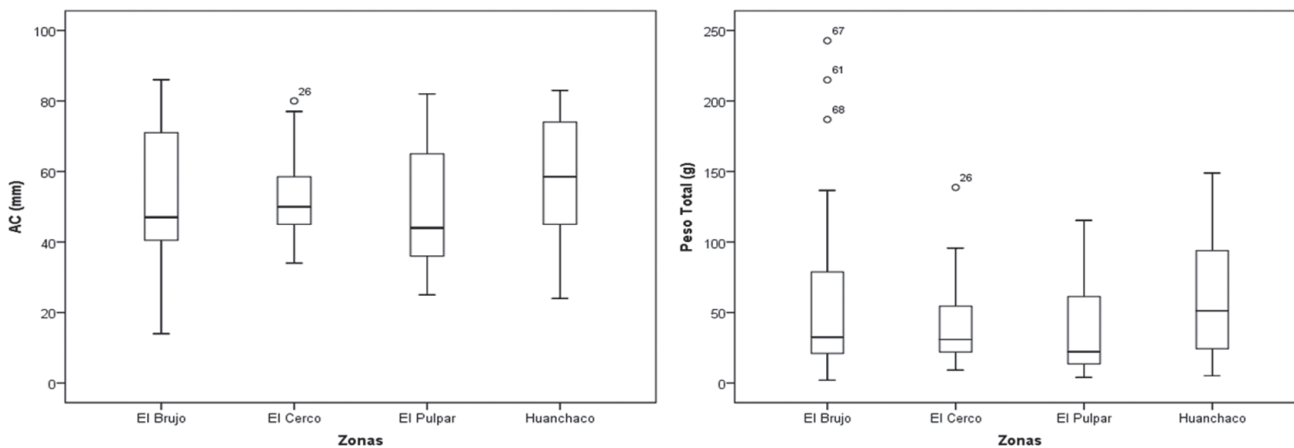 100
80
60
40
20
0
AC (mm)
26
El Brujo El Cerco El Pulpar Huanchaco
Zonas
250
200
150
100
50
0
Peso Total (g)
67
61
68
26
El Brujo El Cerco El Pulpar Huanchaco
Zonas